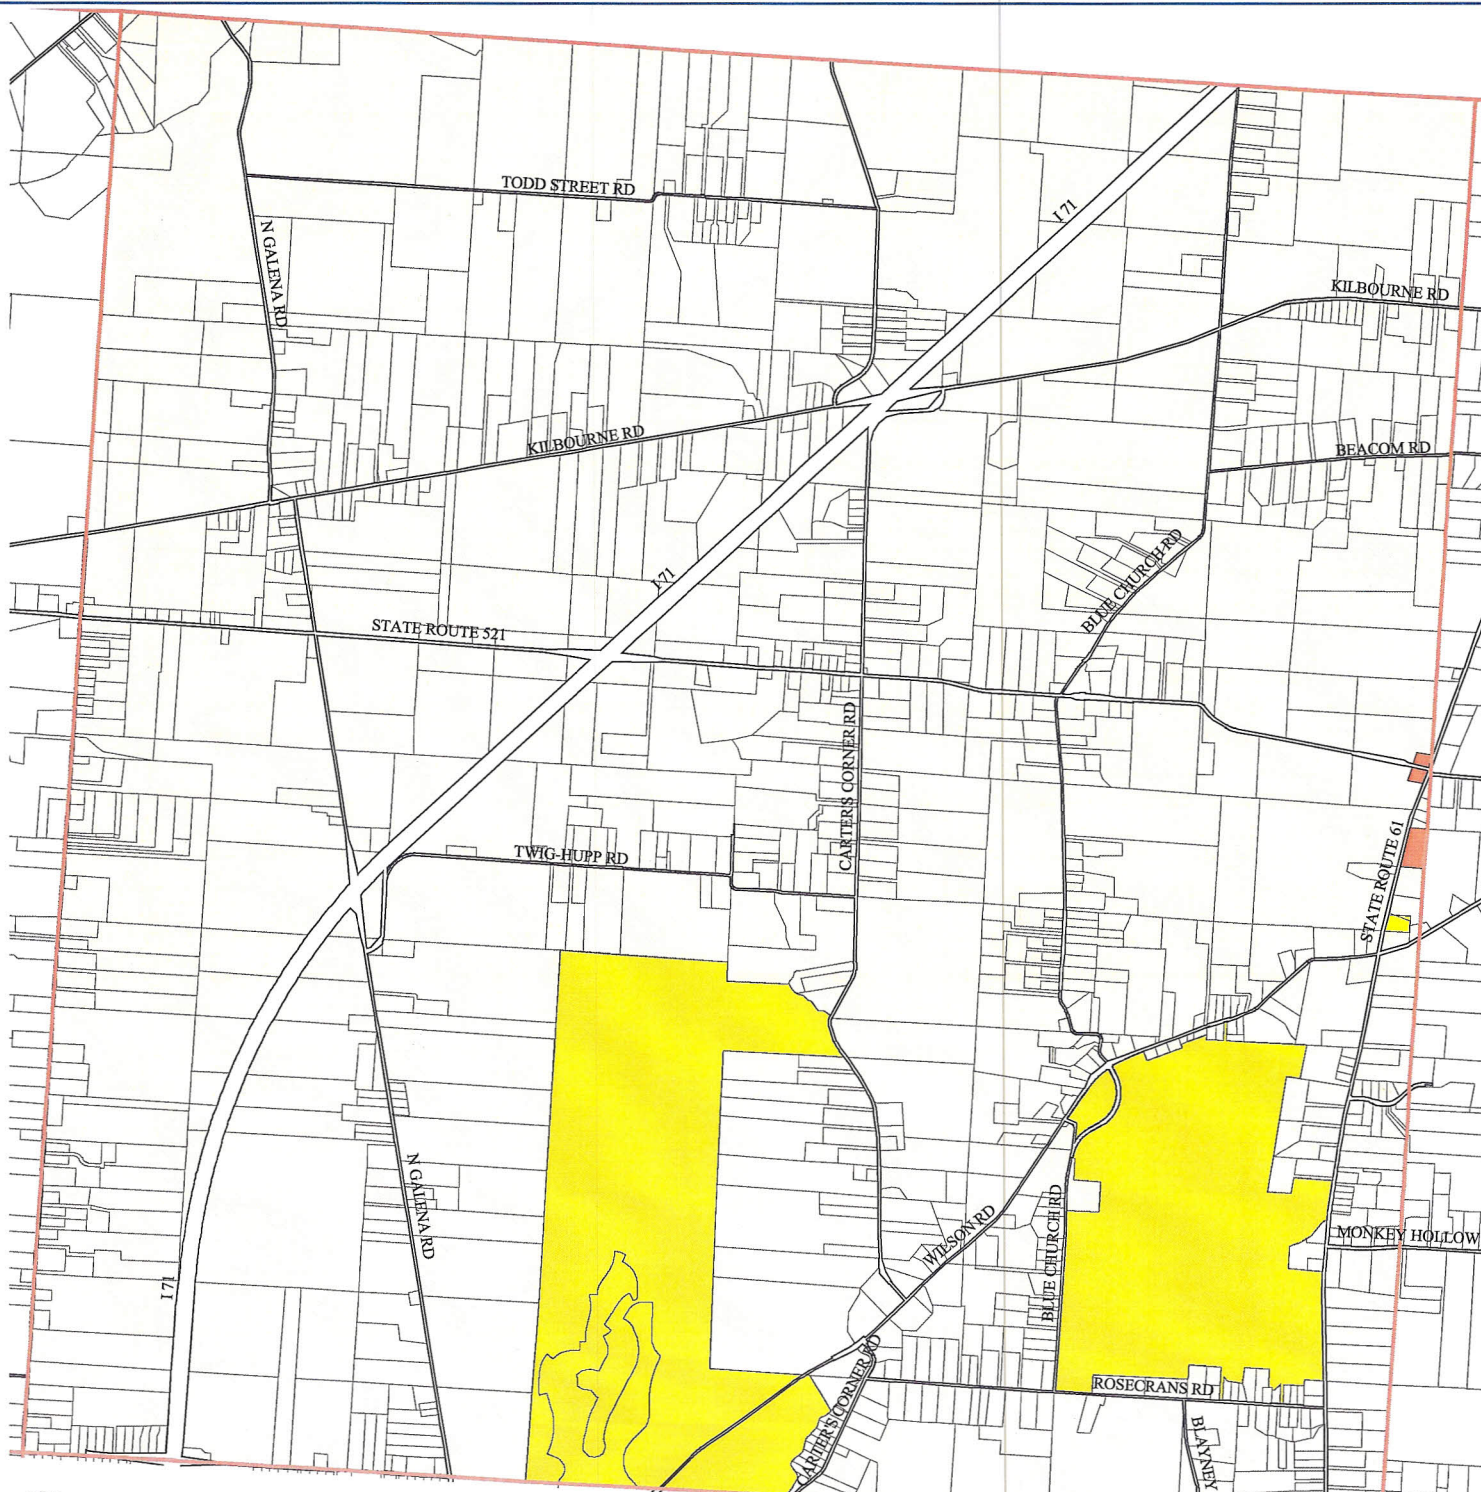 TODD STREET RD
I 71
N GALENA RD
KILBOURNE RD
KILBOURNE RD
BEACOM RD
BLUE CHURCH RD
I 71
STATE ROUTE 521
CARTER'S CORNER RD
TWIG-HUPP RD
STATE ROUTE 61
N GALENA RD
WILSON RD
BLUE CHURCH RD
MONKEY HOLLOW
I 71
CARTER'S CORNER RD
ROSECRANS RD
BLAYNEY